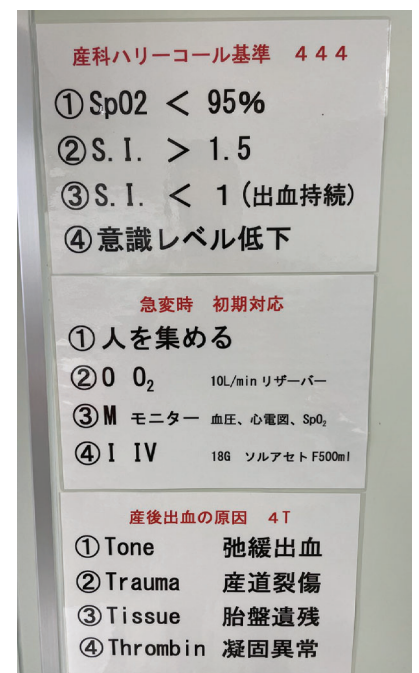 産科ハリーコール基準　４４４
①SpO2 ＜ 95%
②S.I. ＞ 1.5
③S.I. ＜ 1(出血持続)
④意識レベル低下
急変時　初期対応
①人を集める
②O O₂ 10L/min リザーバー
③M モニター 血圧、心電図、SpO₂
④I IV 18G ソルアセトF500ml
産後出血の原因　４T
①Tone 弛緩出血
②Trauma 産道裂傷
③Tissue 胎盤遺残
④Thrombin 凝固異常